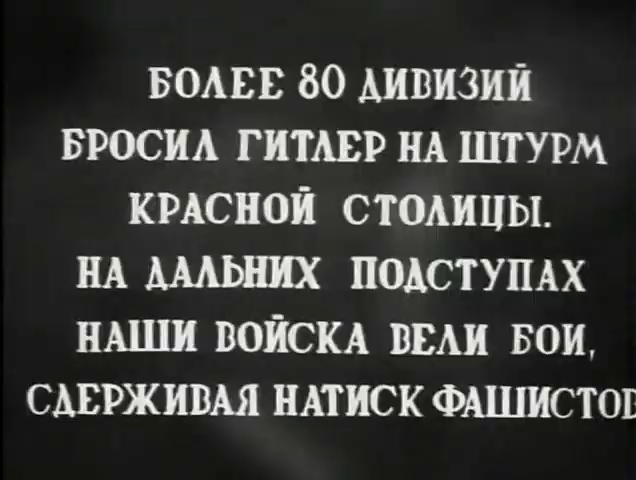 БОЛЕЕ 80 ДИВИЗИЙ
БРОСИЛ ГИТЛЕР НА ШТУРМ
КРАСНОЙ СТОЛИЦЫ.
НА ДАЛЬНИХ ПОДСТУПАХ
НАШИ ВОЙСКА ВЕЛИ БОИ,
СДЕРЖИВАЯ НАТИСК ФАШИСТОВ